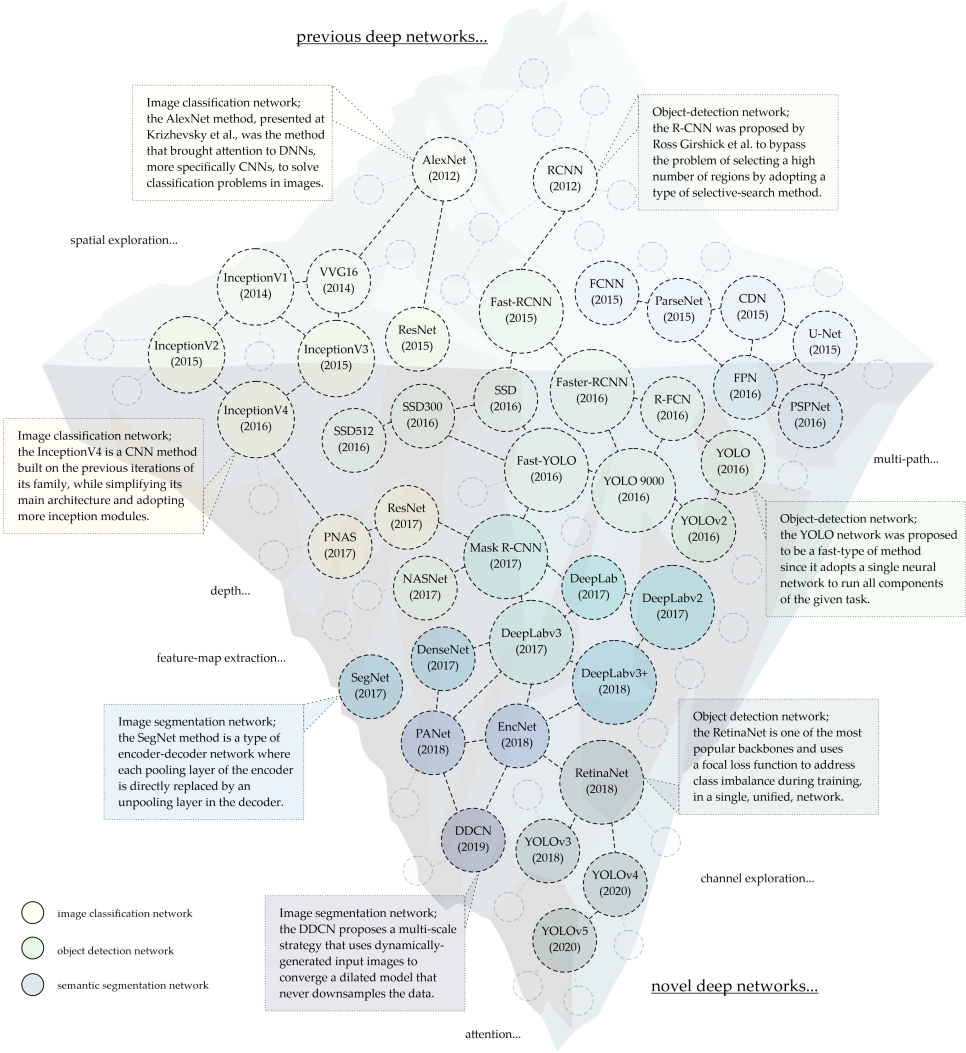 previous deep networks...
Image classification network;
the AlexNet method, presented at
Krizhevsky et al., was the method
that brought attention to DNNs,
more specifically CNNs, to solve
classification problems in images.
AlexNet
(2012)
RCNN
(2012)
Object-detection network;
the R-CNN was proposed by
Ross Girshick et al. to bypass
the problem of selecting a high
number of regions by adopting a
type of selective-search method.
spatial exploration...
InceptionV1
(2014)
VVG16
(2014)
Fast-RCNN
(2015)
FCNN
(2015)
ParseNet
(2015)
CDN
(2015)
U-Net
(2015)
InceptionV2
(2015)
InceptionV3
(2015)
ResNet
(2015)
InceptionV4
(2016)
SSD512
(2016)
SSD300
(2016)
SSD
(2016)
Faster-RCNN
(2016)
R-FCN
(2016)
FPN
(2016)
PSPNet
(2016)
Image classification network;
the InceptionV4 is a CNN method
built on the previous iterations of
its family, while simplifying its
main architecture and adopting
more inception modules.
Fast-YOLO
(2016)
YOLO 9000
(2016)
YOLO
(2016)
multi-path...
YOLOv2
(2016)
Object-detection network;
the YOLO network was proposed
to be a fast-type of method
since it adopts a single neural
network to run all components
of the given task.
PNAS
(2017)
ResNet
(2017)
Mask R-CNN
(2017)
NASNet
(2017)
DeepLab
(2017)
DeepLabv2
(2017)
depth...
feature-map extraction...
SegNet
(2017)
DenseNet
(2017)
DeepLabv3
(2017)
DeepLabv3+
(2018)
Image segmentation network;
the SegNet method is a type of
encoder-decoder network where
each pooling layer of the encoder
is directly replaced by an
unpooling layer in the decoder.
PANet
(2018)
EncNet
(2018)
RetinaNet
(2018)
Object detection network;
the RetinaNet is one of the most
popular backbones and uses
a focal loss function to address
class imbalance during training,
in a single, unified, network.
DDCN
(2019)
YOLOv3
(2018)
YOLOv4
(2020)
channel exploration...
YOLOv5
(2020)
Image segmentation network;
the DDCN proposes a multi-scale
strategy that uses dynamically-
generated input images to
converge a dilated model that
never downsamples the data.
image classification network
object detection network
semantic segmentation network
novel deep networks...
attention...